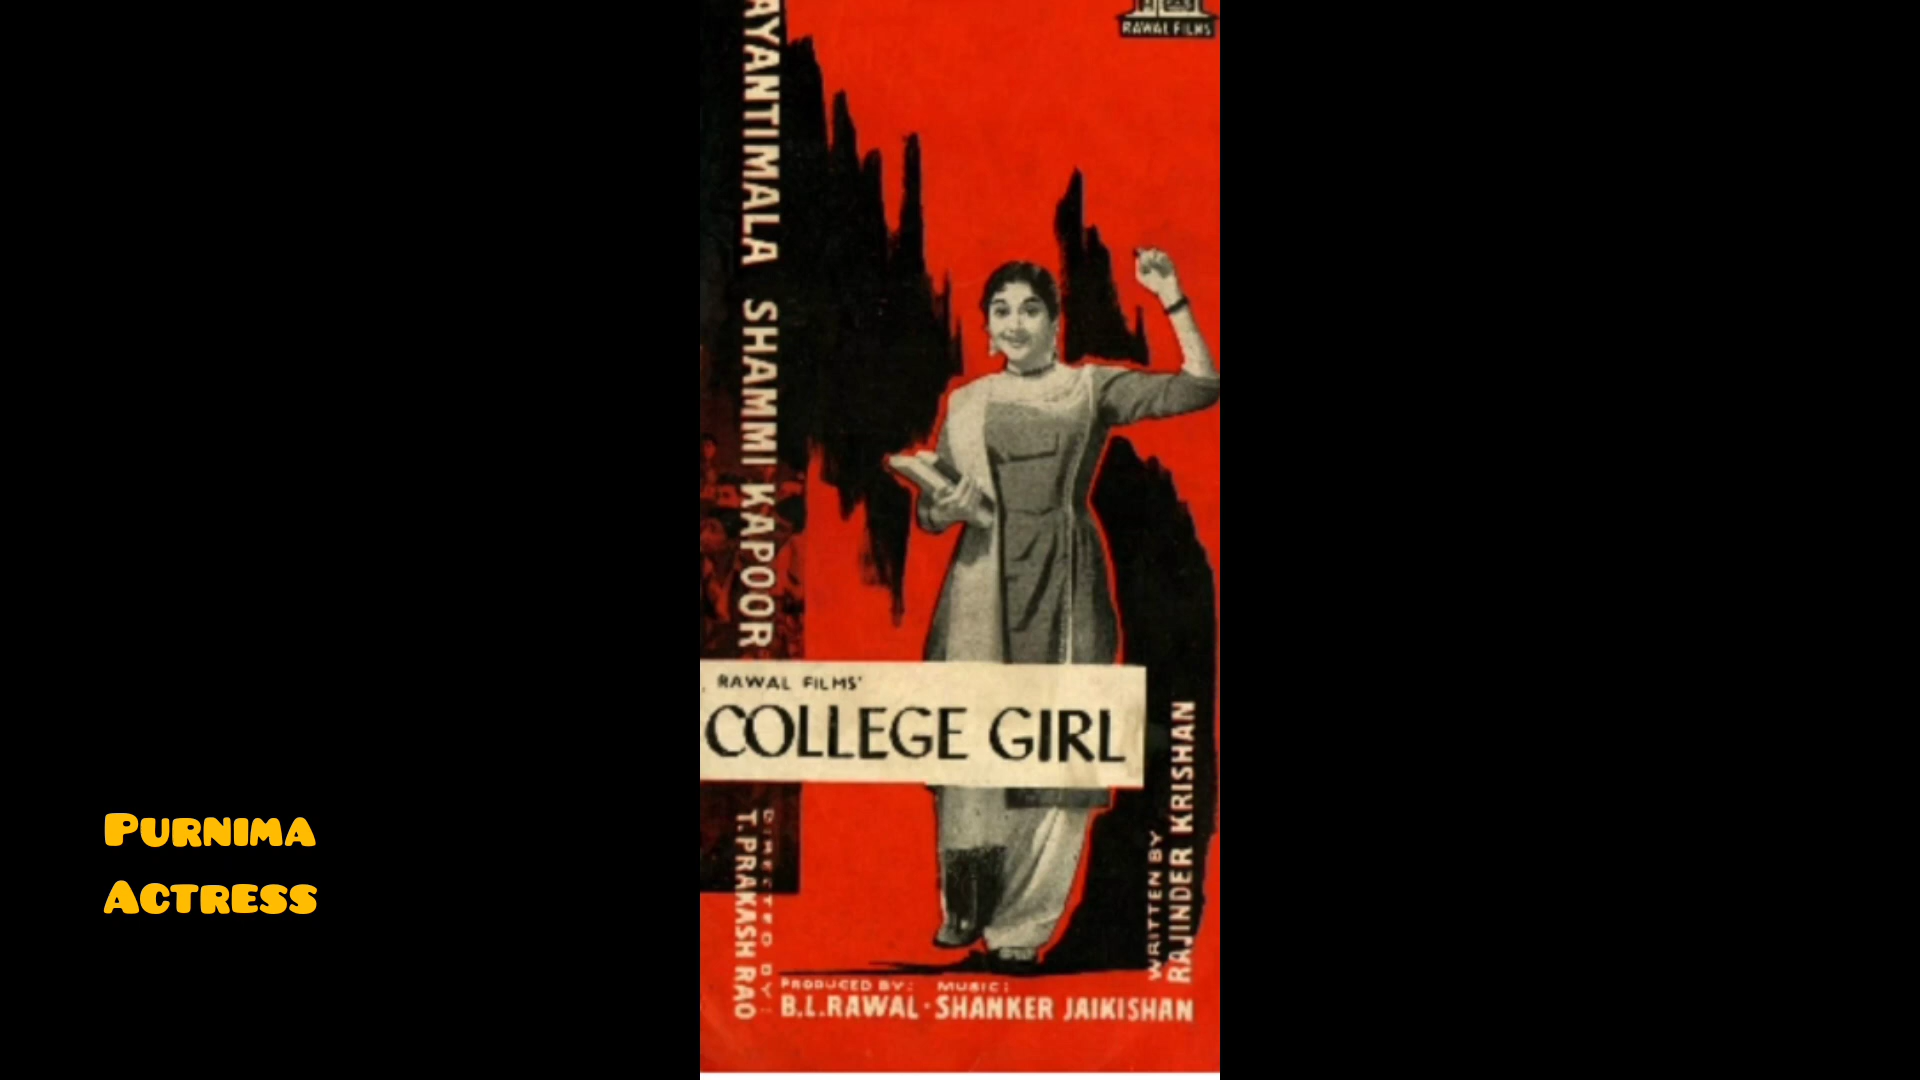 RAWAL FILMS
AYANTIMALA SHAMMI KAPOOR
RAWAL FILMS'
COLLEGE GIRL
WRITTEN BY
RAJINDER KRISHAN
DIRECTED BY:
T. PRAKASH RAO
PRODUCED BY: MUSIC:
B.L.RAWAL · SHANKER JAIKISHAN
PURNIMA
ACTRESS